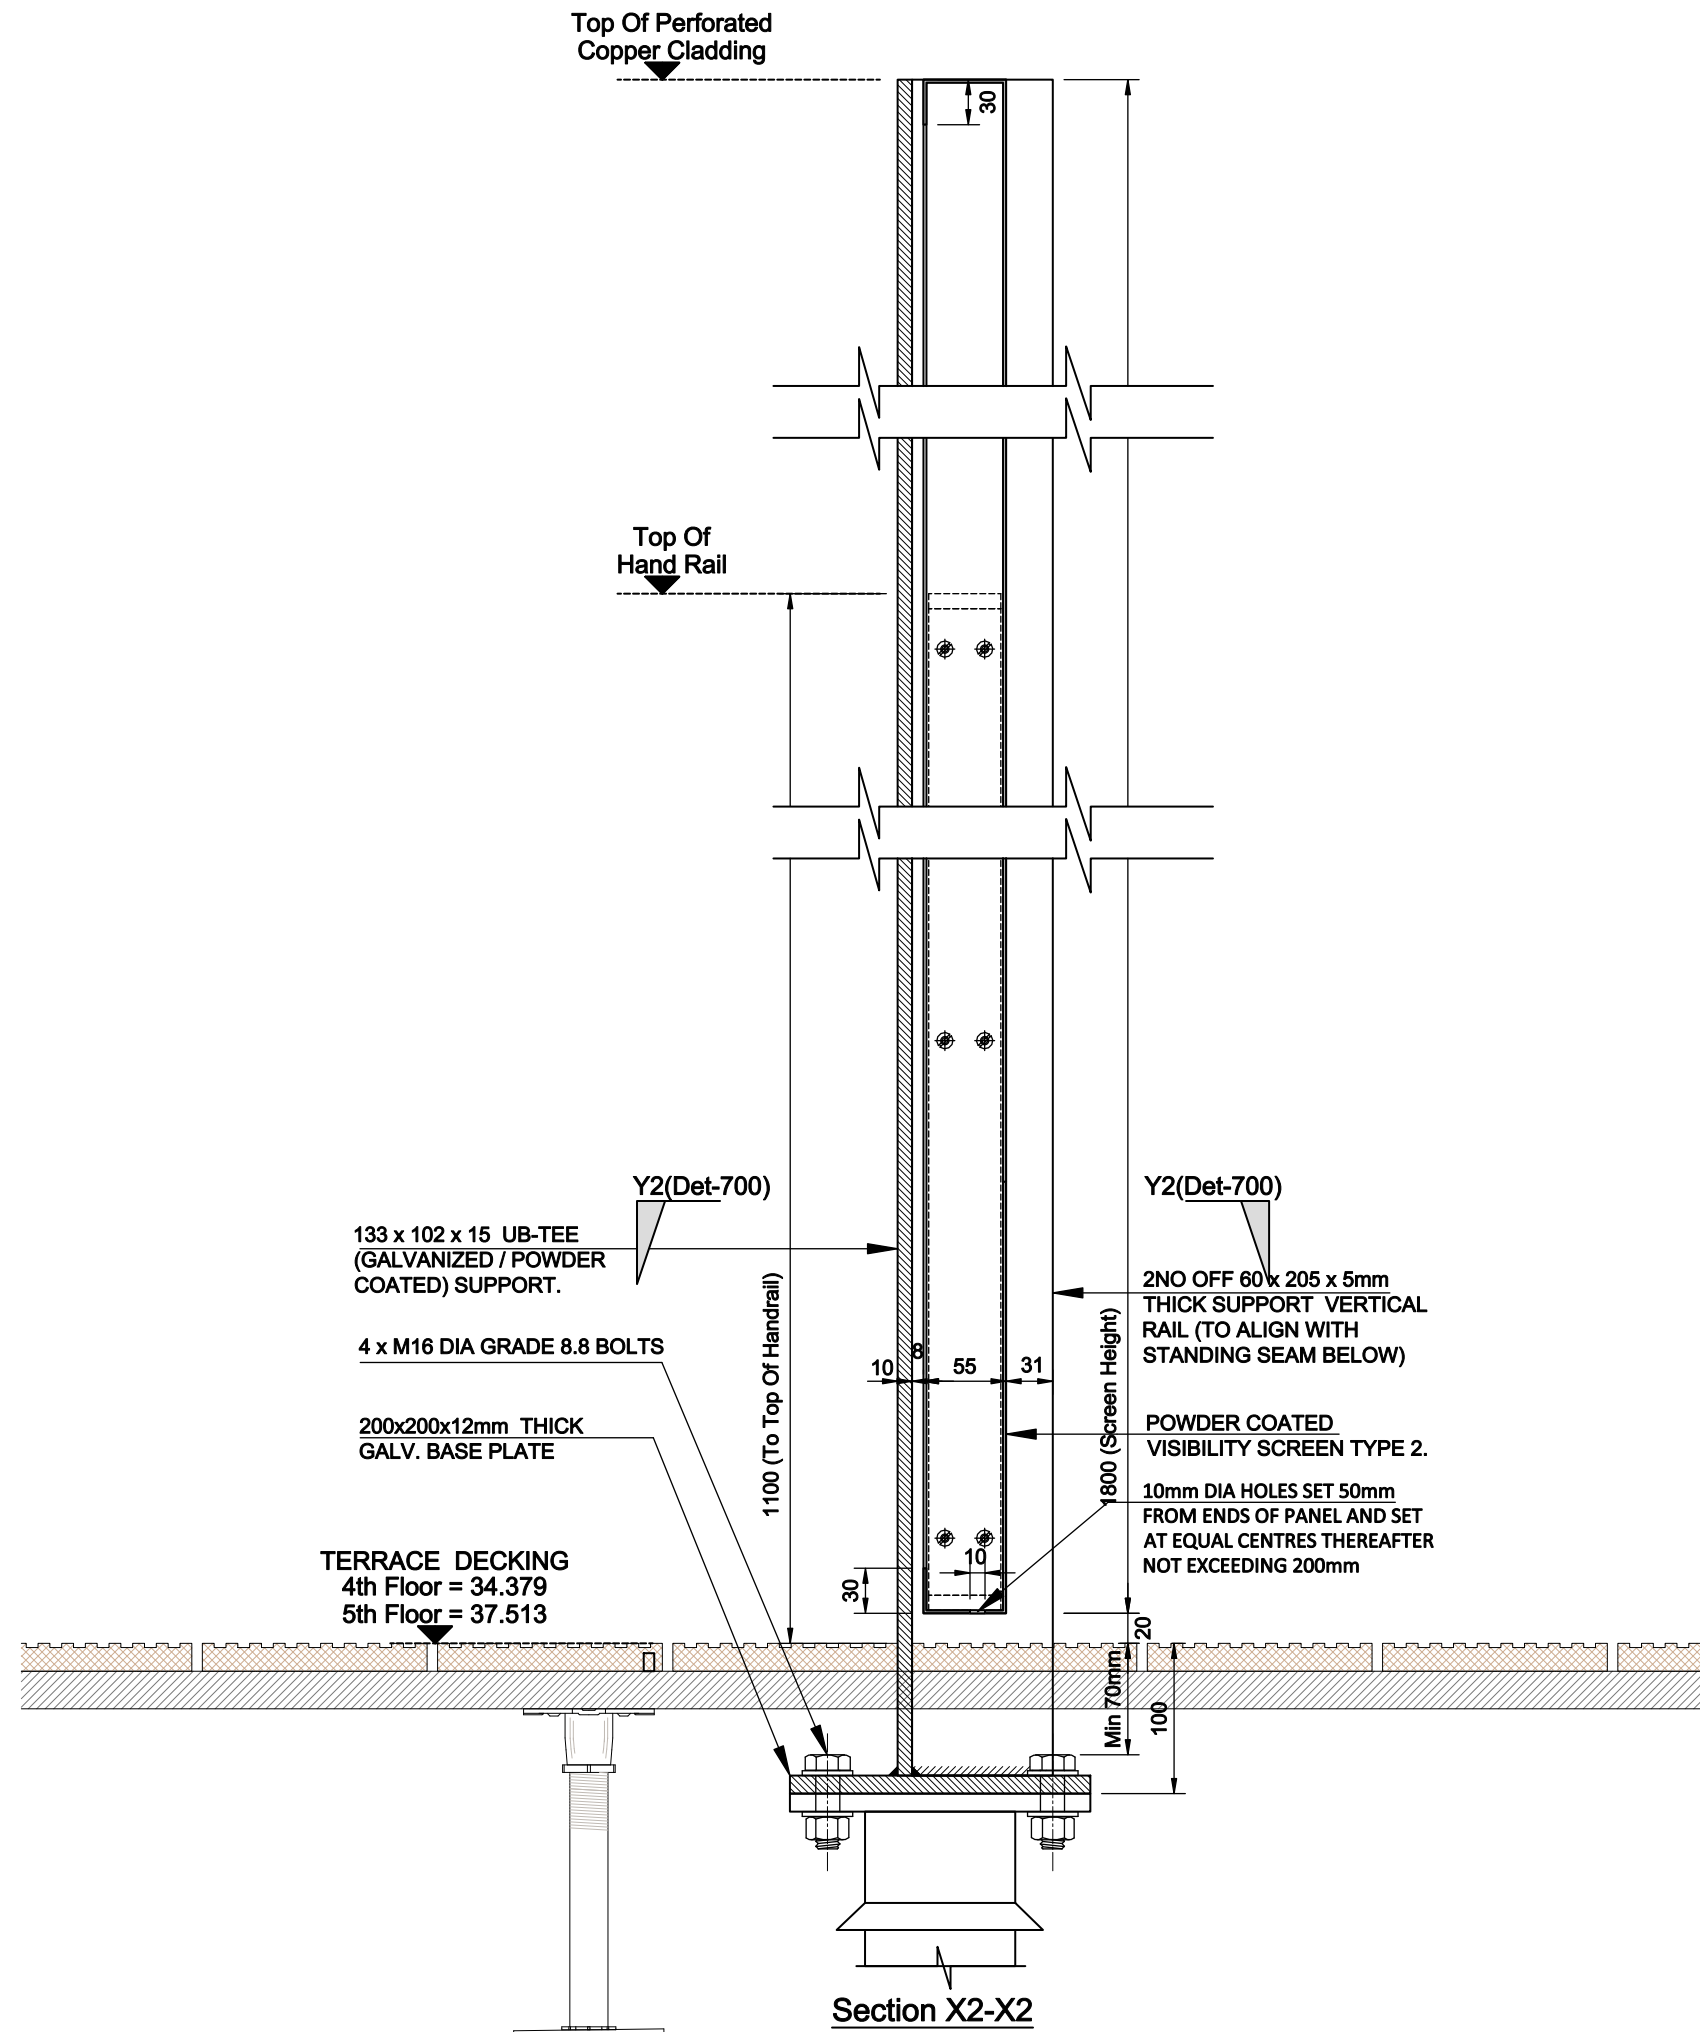 Top Of Perforated
Copper Cladding
30
Top Of
Hand Rail
Y2(Det-700)
Y2(Det-700)
133 x 102 x 15 UB-TEE
(GALVANIZED / POWDER
COATED) SUPPORT.
2NO OFF 60 x 205 x 5mm
THICK SUPPORT VERTICAL
RAIL (TO ALIGN WITH
STANDING SEAM BELOW)
4 x M16 DIA GRADE 8.8 BOLTS
1100 (To Top Of Handrail)
1800 (Screen Height)
10
8
55
31
200x200x12mm THICK
GALV. BASE PLATE
POWDER COATED
VISIBILITY SCREEN TYPE 2.
10mm DIA HOLES SET 50mm
FROM ENDS OF PANEL AND SET
AT EQUAL CENTRES THEREAFTER
NOT EXCEEDING 200mm
10
30
TERRACE DECKING
4th Floor = 34.379
5th Floor = 37.513
20
Min 70mm
100
Section X2-X2